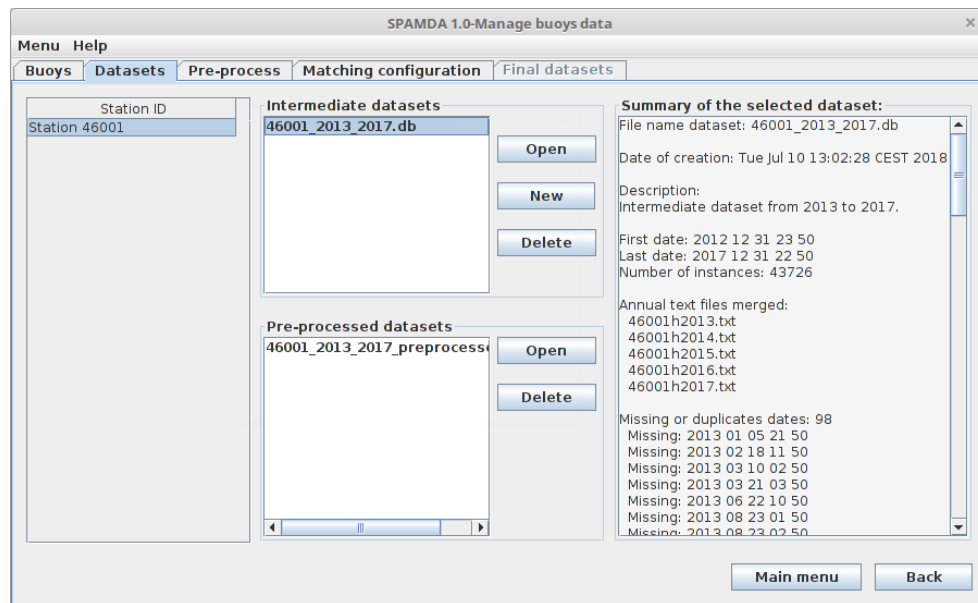 SPAMDA 1.0-Manage buoys data
Menu Help
Buoys Datasets Pre-process Matching configuration Final datasets
Station ID
Station 46001
Intermediate datasets
46001_2013_2017.db
Open
New
Delete
Pre-processed datasets
46001_2013_2017_preprocesse
Open
Delete
Summary of the selected dataset:
File name dataset: 46001_2013_2017.db
Date of creation: Tue Jul 10 13:02:28 CEST 2018
Description:
Intermediate dataset from 2013 to 2017.
First date: 2012 12 31 23 50
Last date: 2017 12 31 22 50
Number of instances: 43726
Annual text files merged:
46001h2013.txt
46001h2014.txt
46001h2015.txt
46001h2016.txt
46001h2017.txt
Missing or duplicates dates: 98
Missing: 2013 01 05 21 50
Missing: 2013 02 18 11 50
Missing: 2013 03 10 02 50
Missing: 2013 03 21 03 50
Missing: 2013 06 22 10 50
Missing: 2013 08 23 01 50
Missing: 2013 08 23 02 50
Main menu
Back